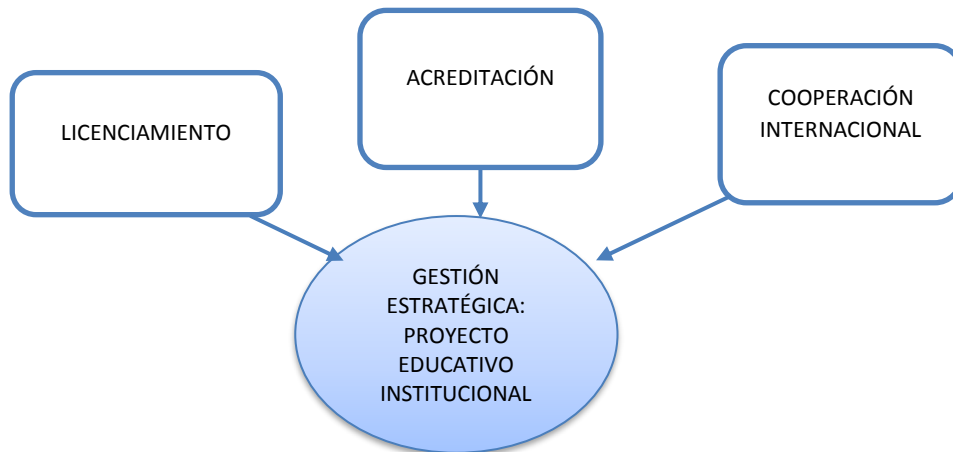 LICENCIAMIENTO
ACREDITACIÓN
COOPERACIÓN
INTERNACIONAL
GESTIÓN
ESTRATÉGICA:
PROYECTO
EDUCATIVO
INSTITUCIONAL